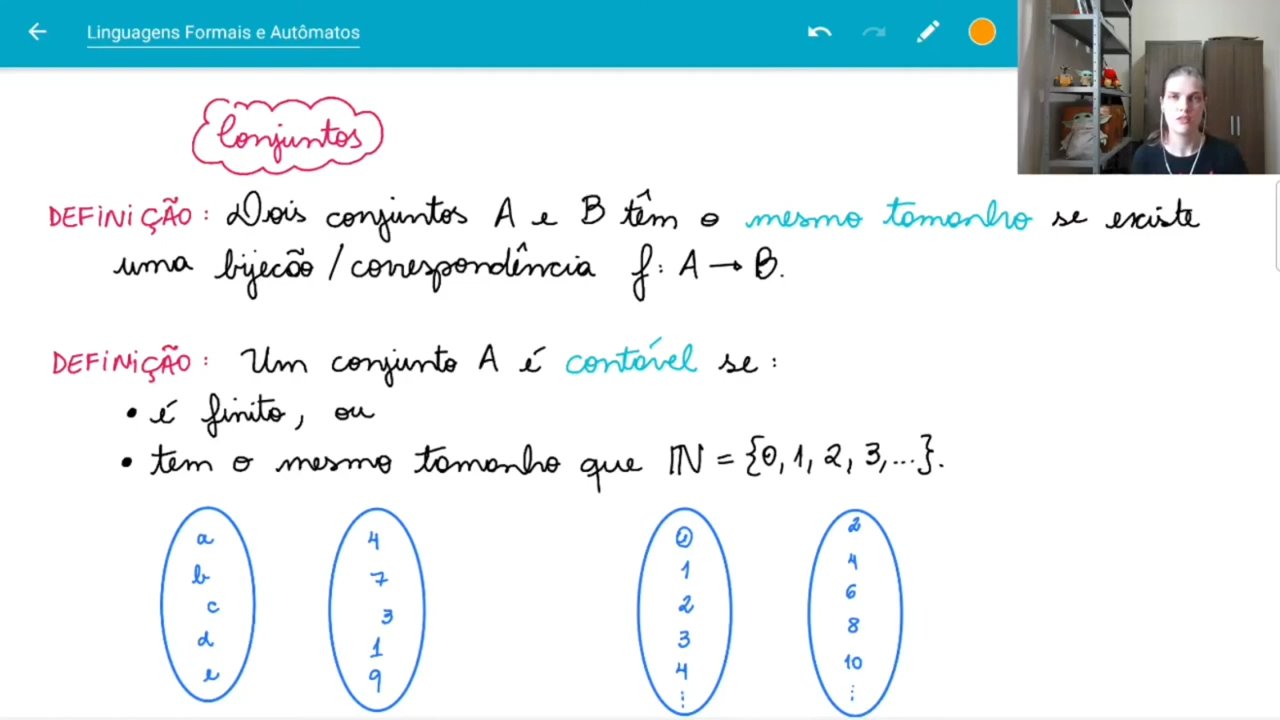 Linguagens Formais e Autômatos
Conjuntos
DEFINIÇÃO: Dois conjuntos A e B têm o mesmo tamanho se existe
uma bijecão / correspondência f: A → B.
DEFINIÇÃO: Um conjunto A é contável se:
• é finito, ou
• tem o mesmo tamanho que ℕ = {0, 1, 2, 3, ...}.
a
b
c
d
e
4
7
3
1
9
0
1
2
3
4
⋮
2
4
6
8
10
⋮